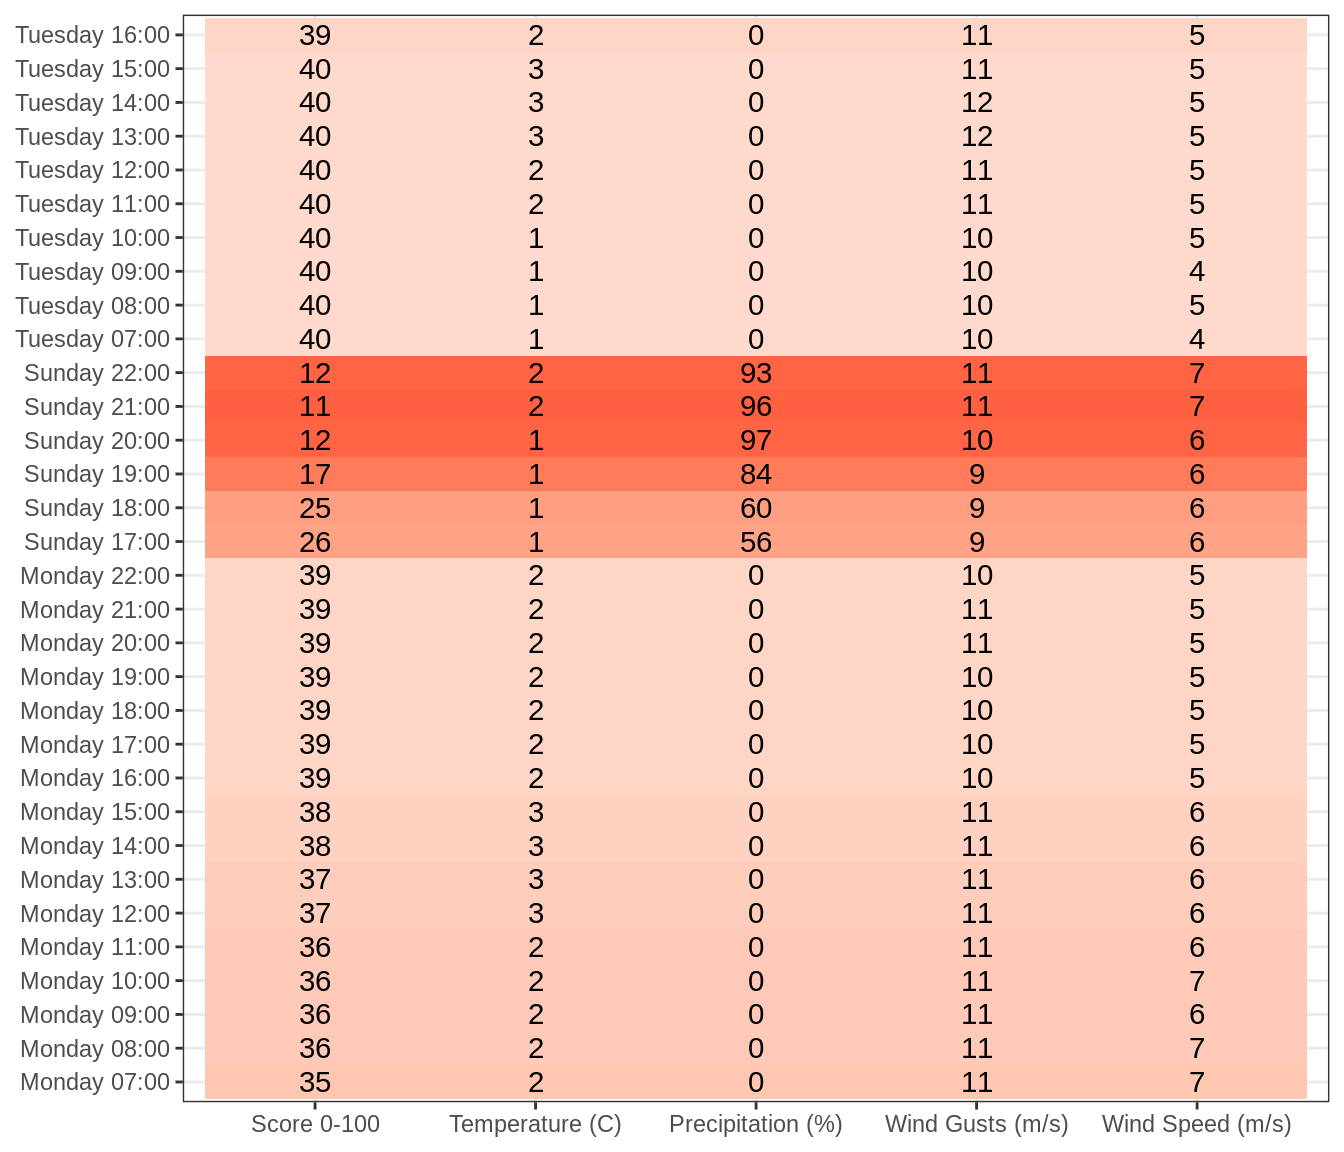 Tuesday 16:00 39 2 0 11 5
Tuesday 15:00 40 3 0 11 5
Tuesday 14:00 40 3 0 12 5
Tuesday 13:00 40 3 0 12 5
Tuesday 12:00 40 2 0 11 5
Tuesday 11:00 40 2 0 11 5
Tuesday 10:00 40 1 0 10 5
Tuesday 09:00 40 1 0 10 4
Tuesday 08:00 40 1 0 10 5
Tuesday 07:00 40 1 0 10 4
Sunday 22:00 12 2 93 11 7
Sunday 21:00 11 2 96 11 7
Sunday 20:00 12 1 97 10 6
Sunday 19:00 17 1 84 9 6
Sunday 18:00 25 1 60 9 6
Sunday 17:00 26 1 56 9 6
Monday 22:00 39 2 0 10 5
Monday 21:00 39 2 0 11 5
Monday 20:00 39 2 0 11 5
Monday 19:00 39 2 0 10 5
Monday 18:00 39 2 0 10 5
Monday 17:00 39 2 0 10 5
Monday 16:00 39 2 0 10 5
Monday 15:00 38 3 0 11 6
Monday 14:00 38 3 0 11 6
Monday 13:00 37 3 0 11 6
Monday 12:00 37 3 0 11 6
Monday 11:00 36 2 0 11 6
Monday 10:00 36 2 0 11 7
Monday 09:00 36 2 0 11 6
Monday 08:00 36 2 0 11 7
Monday 07:00 35 2 0 11 7
Score 0-100 Temperature (C) Precipitation (%) Wind Gusts (m/s) Wind Speed (m/s)